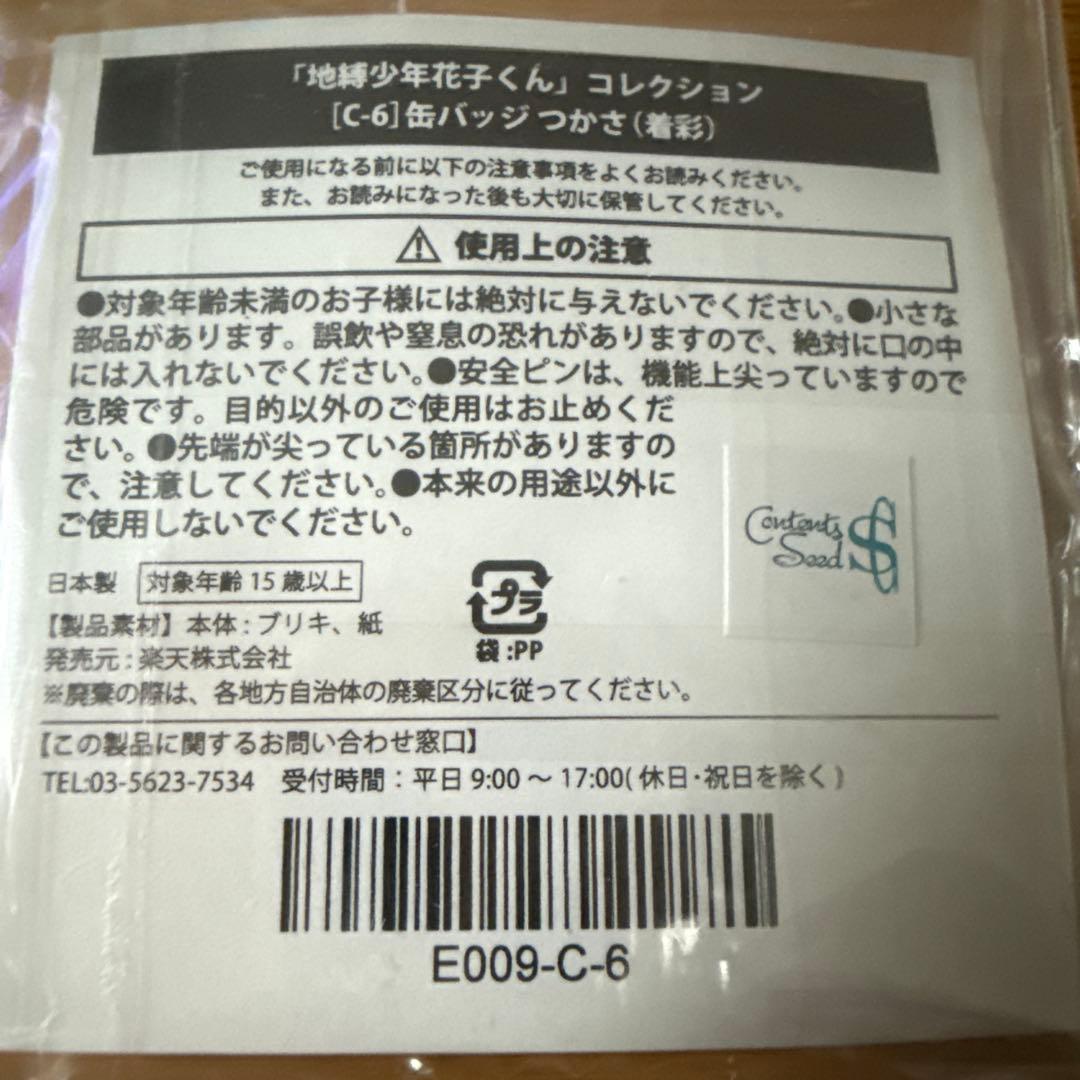 「地縛少年花子くん」コレクション
[C-6]缶バッジ つかさ（着彩）
ご使用になる前に以下の注意事項をよくお読みください。
また、お読みになった後も大切に保管してください。
使用上の注意
●対象年齢未満のお子様には絶対に与えないでください。●小さな
部品があります。誤飲や窒息の恐れがありますので、絶対に口の中
には入れないでください。●安全ピンは、機能上尖っていますので
危険です。目的以外のご使用はお止めくだ
さい。●先端が尖っている箇所がありますの
で、注意してください。●本来の用途以外に
ご使用しないでください。
Contents
Seed
日本製 対象年齢 15 歳以上
プラ
【製品素材】本体 : ブリキ、紙
袋 :PP
発売元 : 楽天株式会社
※廃棄の際は、各地方自治体の廃棄区分に従ってください。
【この製品に関するお問い合わせ窓口】
TEL:03-5623-7534 受付時間：平日 9:00 ～ 17:00( 休日・祝日を除く )
E009-C-6